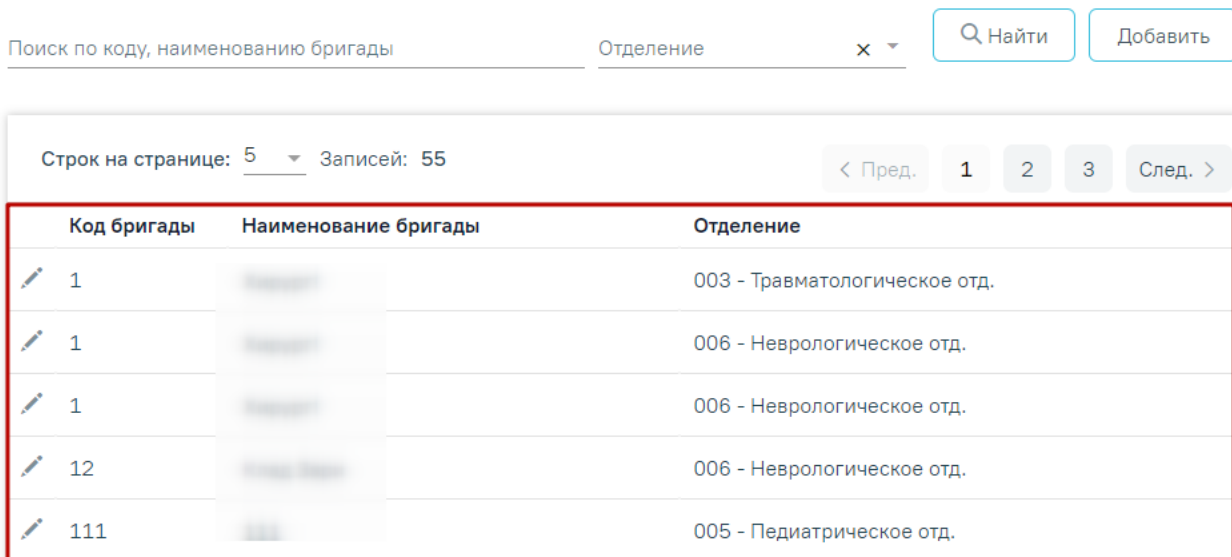 Поиск по коду, наименованию бригады Отделение × Найти Добавить
Строк на странице: 5 Записей: 55 < Пред. 1 2 3 След. >
Код бригады Наименование бригады Отделение
1 003 - Травматологическое отд.
1 006 - Неврологическое отд.
1 006 - Неврологическое отд.
12 006 - Неврологическое отд.
111 005 - Педиатрическое отд.